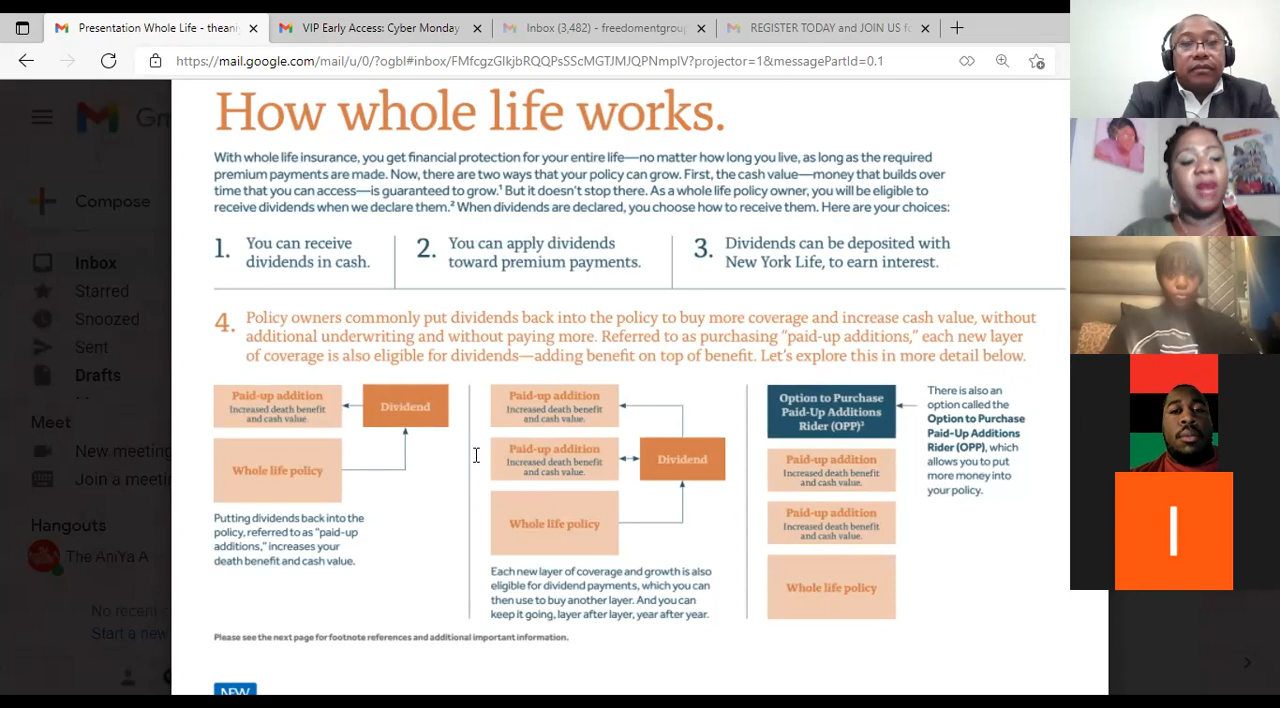 Presentation Whole Life - theani
VIP Early Access: Cyber Monday
Inbox (3,482) - freedomentgrou
REGISTER TODAY and JOIN US f
https://mail.google.com/mail/u/0/?ogbl#inbox/FMfcgzGlkjbRQQPsSScMGTJMJQPNmplV?projector=1&messagePartId=0.1
Gm
Compose
Inbox
Starred
Snoozed
Sent
Drafts
Meet
New meeting
Join a meeti
Hangouts
The AniYa A
No recent c
Start a new
How whole life works.
With whole life insurance, you get financial protection for your entire life—no matter how long you live, as long as the required
premium payments are made. Now, there are two ways that your policy can grow. First, the cash value—money that builds over
time that you can access—is guaranteed to grow.¹ But it doesn't stop there. As a whole life policy owner, you will be eligible to
receive dividends when we declare them.² When dividends are declared, you choose how to receive them. Here are your choices:
1. You can receive
dividends in cash.
2. You can apply dividends
toward premium payments.
3. Dividends can be deposited with
New York Life, to earn interest.
4. Policy owners commonly put dividends back into the policy to buy more coverage and increase cash value, without
additional underwriting and without paying more. Referred to as purchasing "paid-up additions," each new layer
of coverage is also eligible for dividends—adding benefit on top of benefit. Let's explore this in more detail below.
Paid-up addition
Increased death benefit
and cash value.
Dividend
Whole life policy
Putting dividends back into the
policy, referred to as "paid-up
additions," increases your
death benefit and cash value.
Paid-up addition
Increased death benefit
and cash value.
Paid-up addition
Increased death benefit
and cash value.
Dividend
Whole life policy
Each new layer of coverage and growth is also
eligible for dividend payments, which you can
then use to buy another layer. And you can
keep it going, layer after layer, year after year.
Option to Purchase
Paid-Up Additions
Rider (OPP)³
Paid-up addition
Increased death benefit
and cash value.
Paid-up addition
Increased death benefit
and cash value.
Whole life policy
There is also an
option called the
Option to Purchase
Paid-Up Additions
Rider (OPP), which
allows you to put
more money into
your policy.
Please see the next page for footnote references and additional important information.
NEW
I